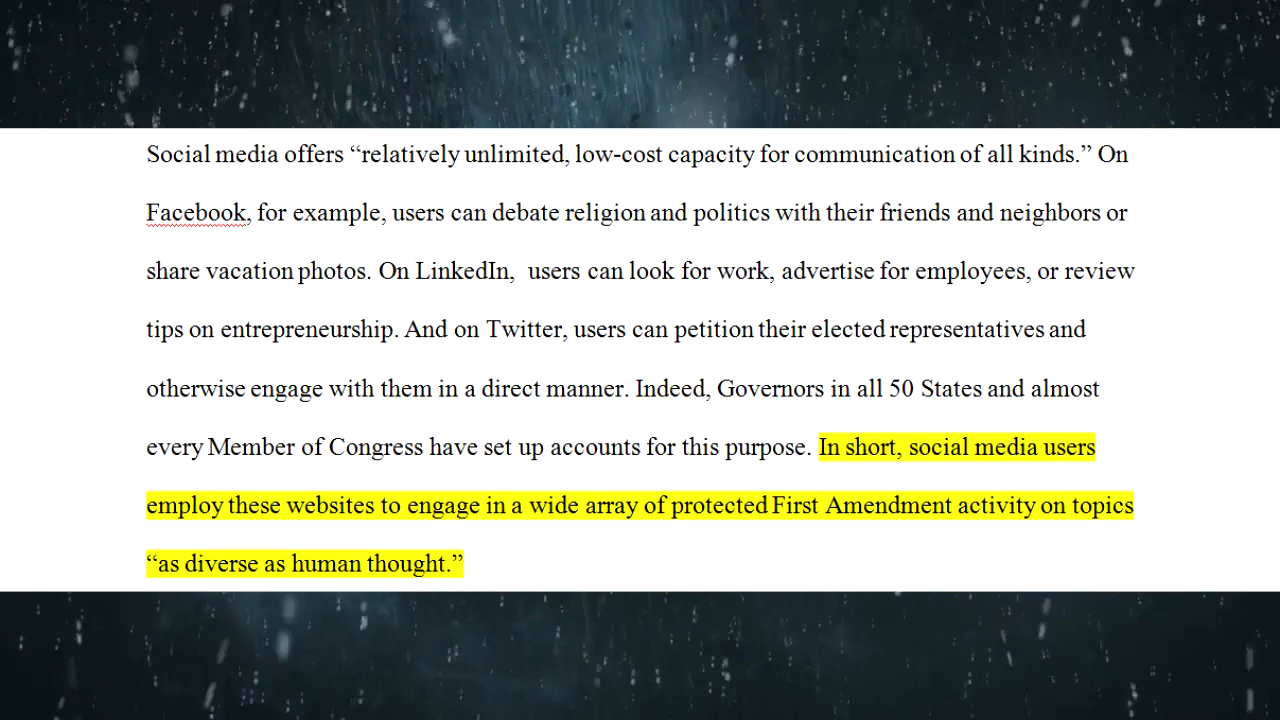 Social media offers “relatively unlimited, low-cost capacity for communication of all kinds.” On
Facebook, for example, users can debate religion and politics with their friends and neighbors or
share vacation photos. On LinkedIn,  users can look for work, advertise for employees, or review
tips on entrepreneurship. And on Twitter, users can petition their elected representatives and
otherwise engage with them in a direct manner. Indeed, Governors in all 50 States and almost
every Member of Congress have set up accounts for this purpose. In short, social media users
employ these websites to engage in a wide array of protected First Amendment activity on topics
“as diverse as human thought.”